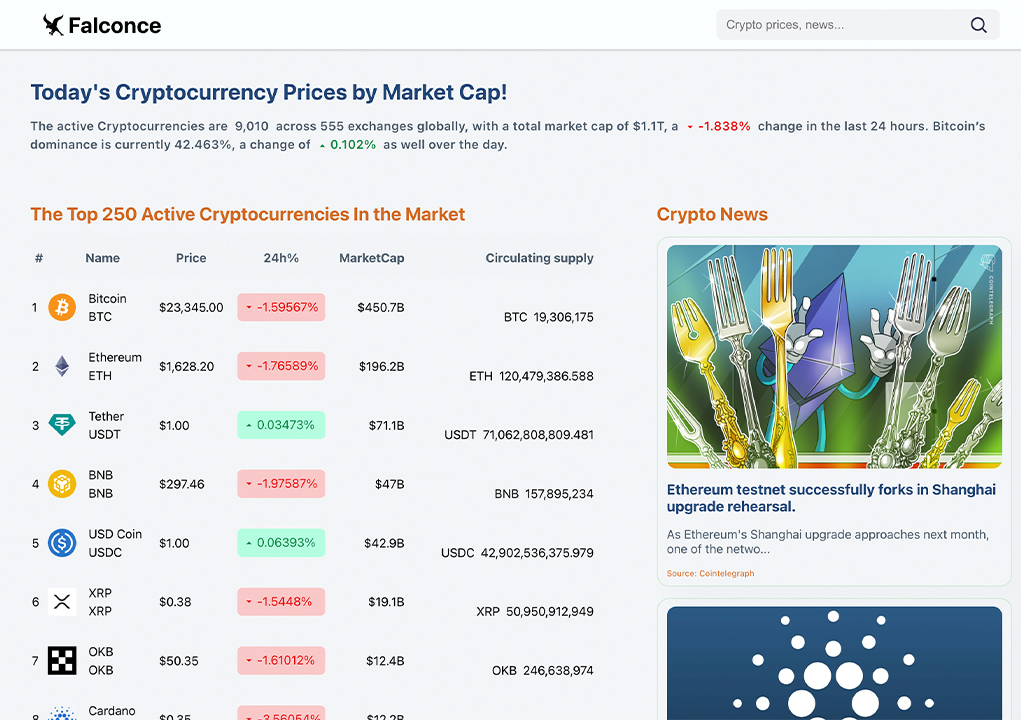 Falconce
Crypto prices, news...
Today's Cryptocurrency Prices by Market Cap!
The active Cryptocurrencies are 9,010 across 555 exchanges globally, with a total market cap of $1.1T, a -1.838% change in the last 24 hours. Bitcoin's
dominance is currently 42.463%, a change of 0.102% as well over the day.
The Top 250 Active Cryptocurrencies In the Market
# Name Price 24h% MarketCap Circulating supply
1 Bitcoin BTC $23,345.00 -1.59567% $450.7B BTC 19,306,175
2 Ethereum ETH $1,628.20 -1.76589% $196.2B ETH 120,479,386.588
3 Tether USDT $1.00 0.03473% $71.1B USDT 71,062,808,809.481
4 BNB BNB $297.46 -1.97587% $47B BNB 157,895,234
5 USD Coin USDC $1.00 0.06393% $42.9B USDC 42,902,536,375.979
6 XRP XRP $0.38 -1.5448% $19.1B XRP 50,950,912,949
7 OKB OKB $50.35 -1.61012% $12.4B OKB 246,638,974
8 Cardano $0.35 -3.56054% $12.2B
Crypto News
COINTELEGRAPH
Ethereum testnet successfully forks in Shanghai
upgrade rehearsal.
As Ethereum's Shanghai upgrade approaches next month,
one of the netwo...
Source: Cointelegraph